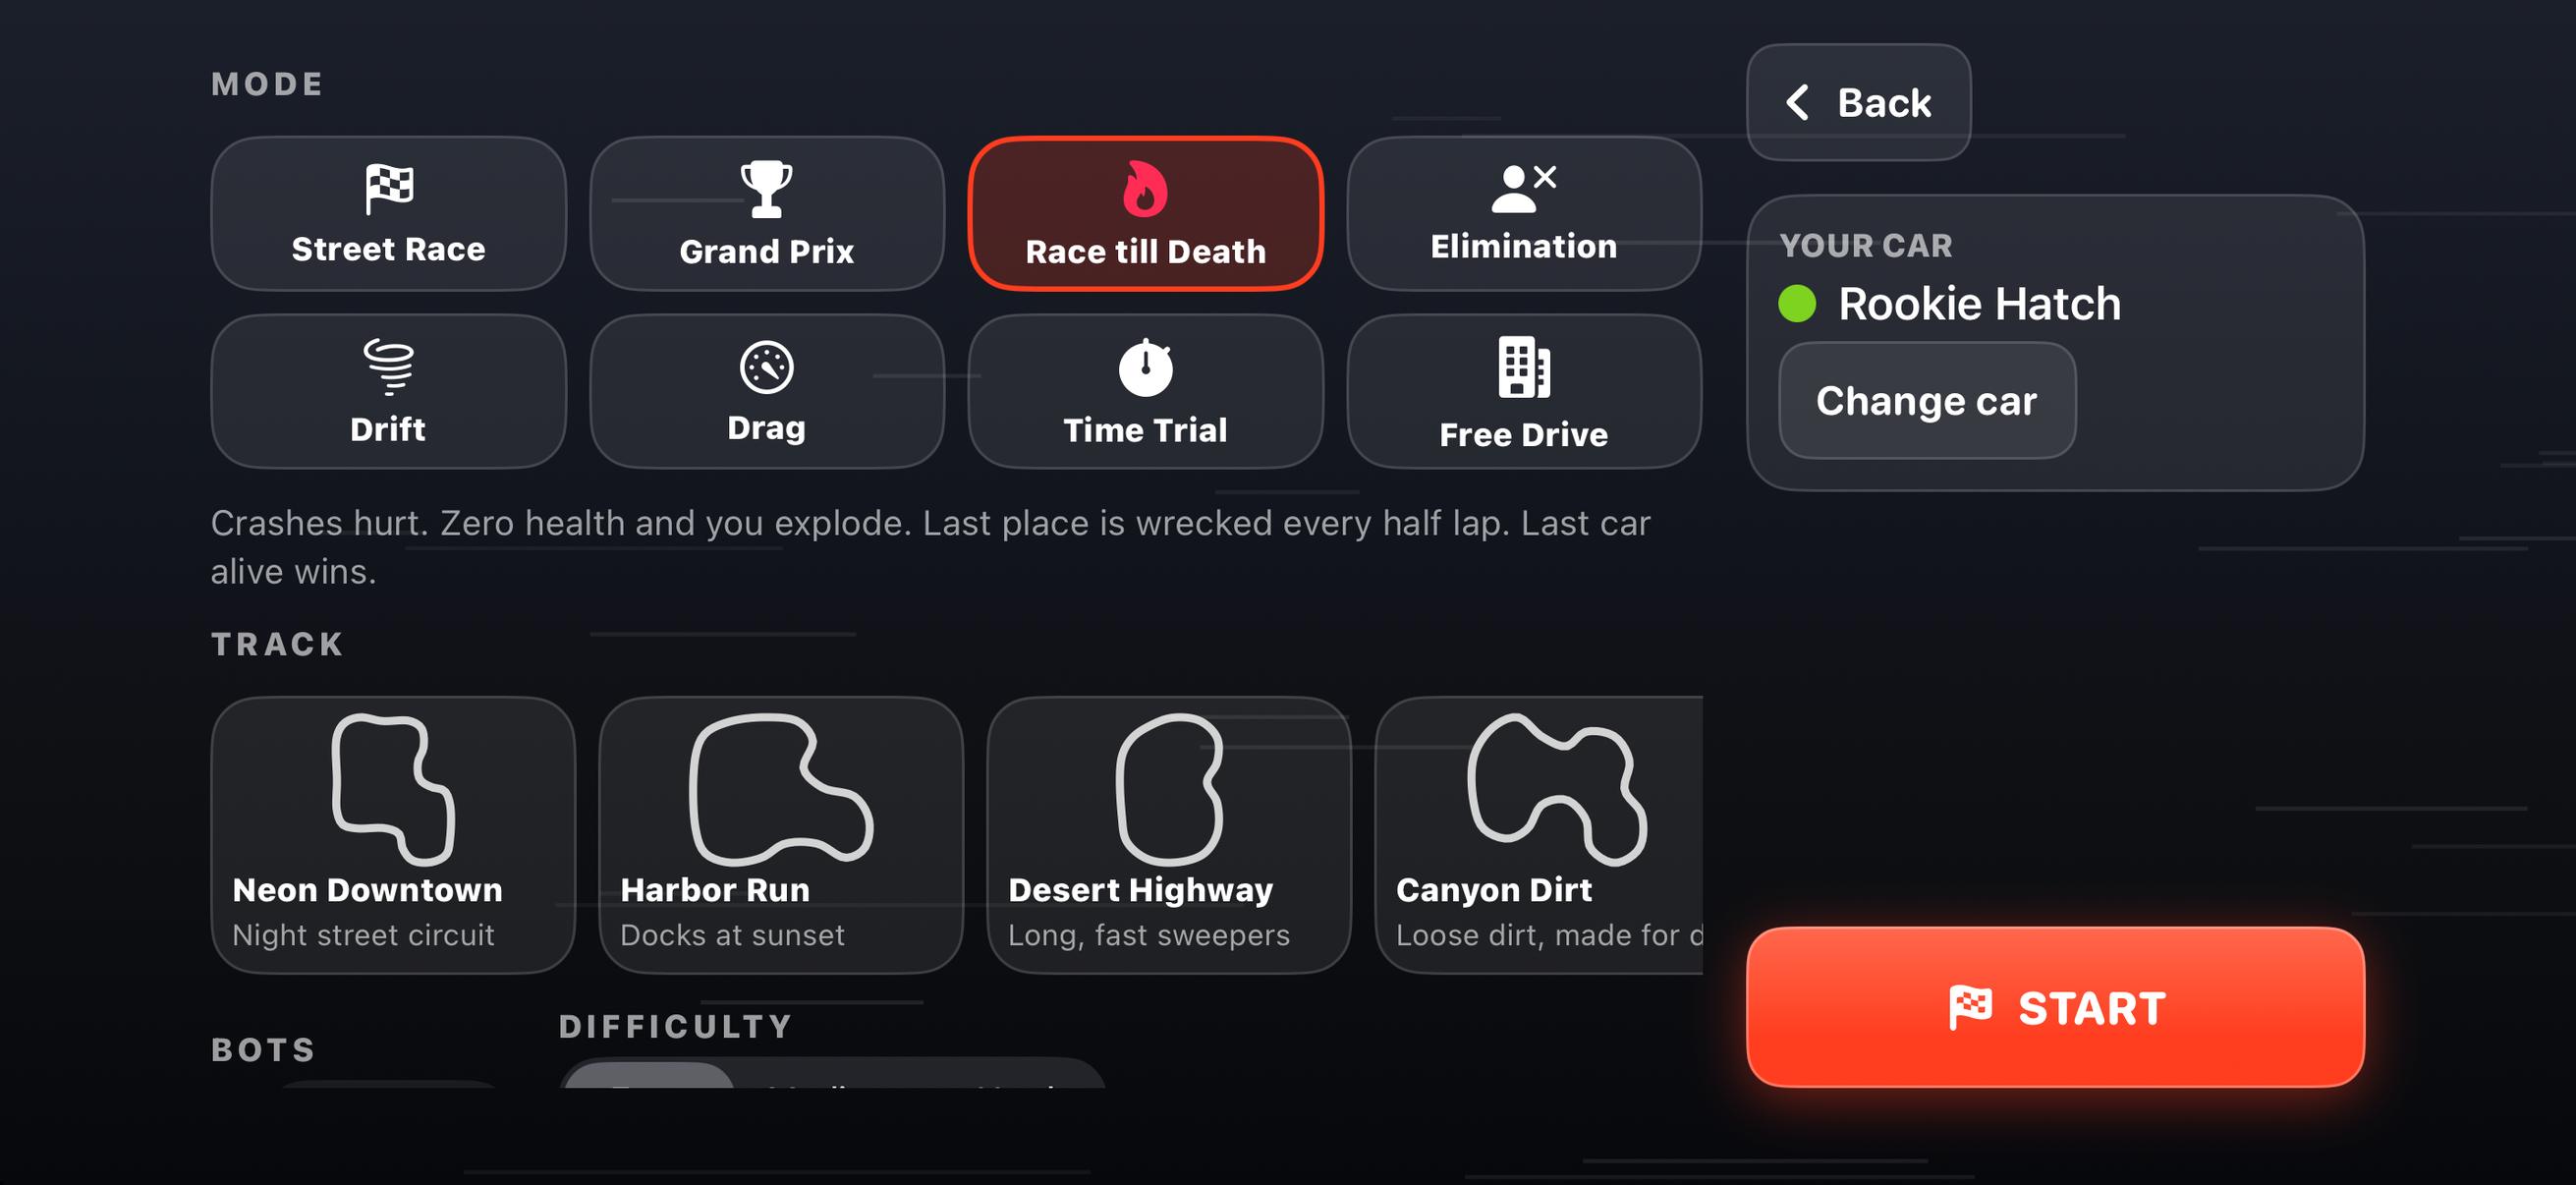 MODE
Back
Street Race
Grand Prix
Race till Death
Elimination
YOUR CAR
Rookie Hatch
Drift
Drag
Time Trial
Free Drive
Change car
Crashes hurt. Zero health and you explode. Last place is wrecked every half lap. Last car
alive wins.
TRACK
Neon Downtown
Night street circuit
Harbor Run
Docks at sunset
Desert Highway
Long, fast sweepers
Canyon Dirt
Loose dirt, made for
BOTS
DIFFICULTY
START